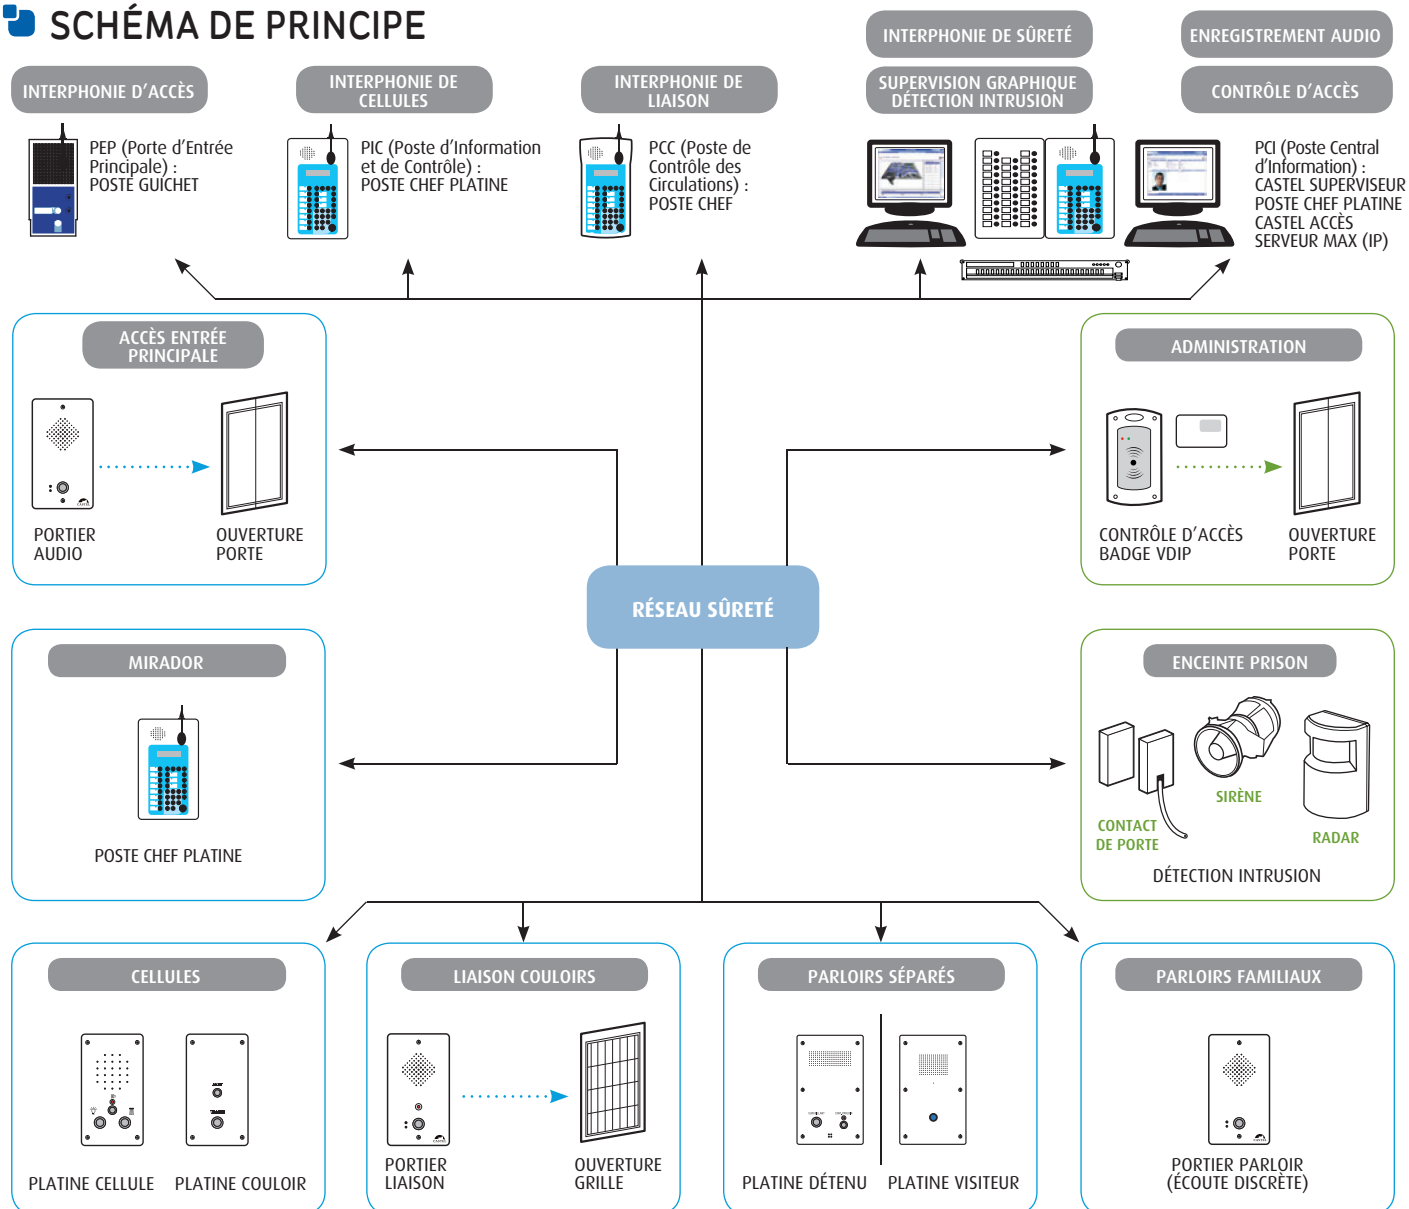 SCHÉMA DE PRINCIPE
INTERPHONIE DE SÛRETÉ
ENREGISTREMENT AUDIO
INTERPHONIE D'ACCÈS
INTERPHONIE DE
CELLULES
INTERPHONIE DE
LIAISON
SUPERVISION GRAPHIQUE
DÉTECTION INTRUSION
CONTRÔLE D'ACCÈS
PEP (Porte d'Entrée
Principale) :
POSTE GUICHET
PIC (Poste d'Information
et de Contrôle) :
POSTE CHEF PLATINE
PCC (Poste de
Contrôle des
Circulations) :
POSTE CHEF
PCI (Poste Central
d'Information) :
CASTEL SUPERVISEUR
POSTE CHEF PLATINE
CASTEL ACCÈS
SERVEUR MAX (IP)
ACCÈS ENTRÉE
PRINCIPALE
PORTIER
AUDIO
OUVERTURE
PORTE
ADMINISTRATION
CONTRÔLE D'ACCÈS
BADGE VDIP
OUVERTURE
PORTE
RÉSEAU SÛRETÉ
MIRADOR
POSTE CHEF PLATINE
ENCEINTE PRISON
SIRÈNE
CONTACT
DE PORTE
RADAR
DÉTECTION INTRUSION
CELLULES
PLATINE CELLULE
PLATINE COULOIR
LIAISON COULOIRS
PORTIER
LIAISON
OUVERTURE
GRILLE
PARLOIRS SÉPARÉS
PLATINE DÉTENU
PLATINE VISITEUR
PARLOIRS FAMILIAUX
PORTIER PARLOIR
(ÉCOUTE DISCRÈTE)